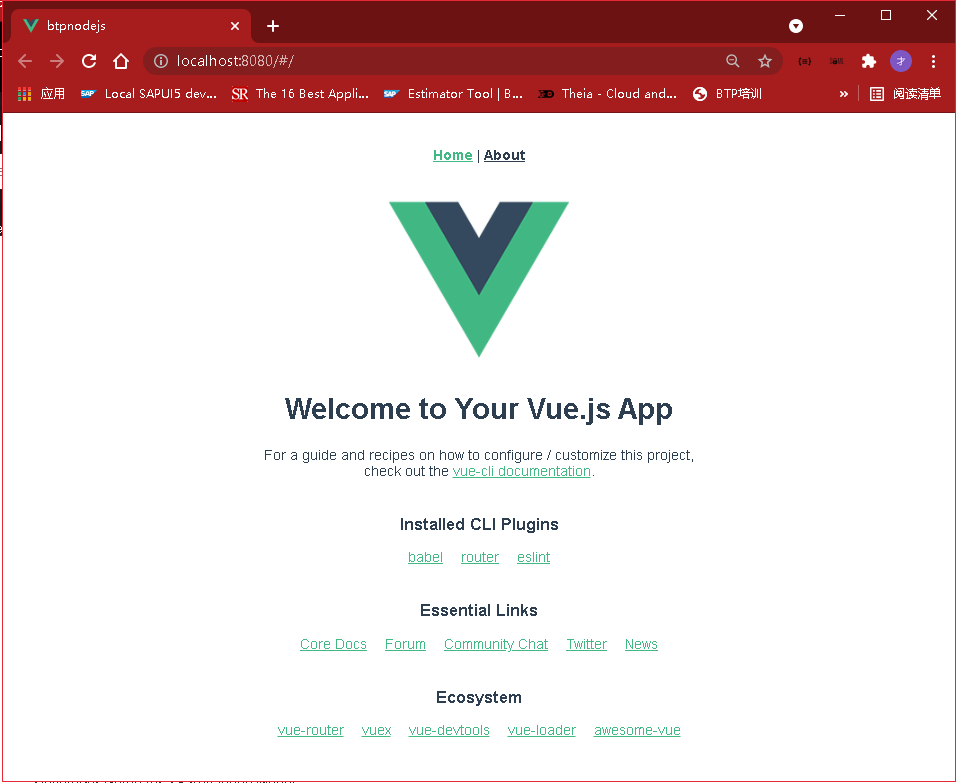 btpnodejs
localhost:8080/#/
应用 SAP Local SAPUI5 dev... SR The 16 Best Appli... SAP Estimator Tool | B... Theia - Cloud and... BTP培训 » 阅读清单
Home | About
Welcome to Your Vue.js App
For a guide and recipes on how to configure / customize this project,
check out the vue-cli documentation.
Installed CLI Plugins
babel router eslint
Essential Links
Core Docs Forum Community Chat Twitter News
Ecosystem
vue-router vuex vue-devtools vue-loader awesome-vue